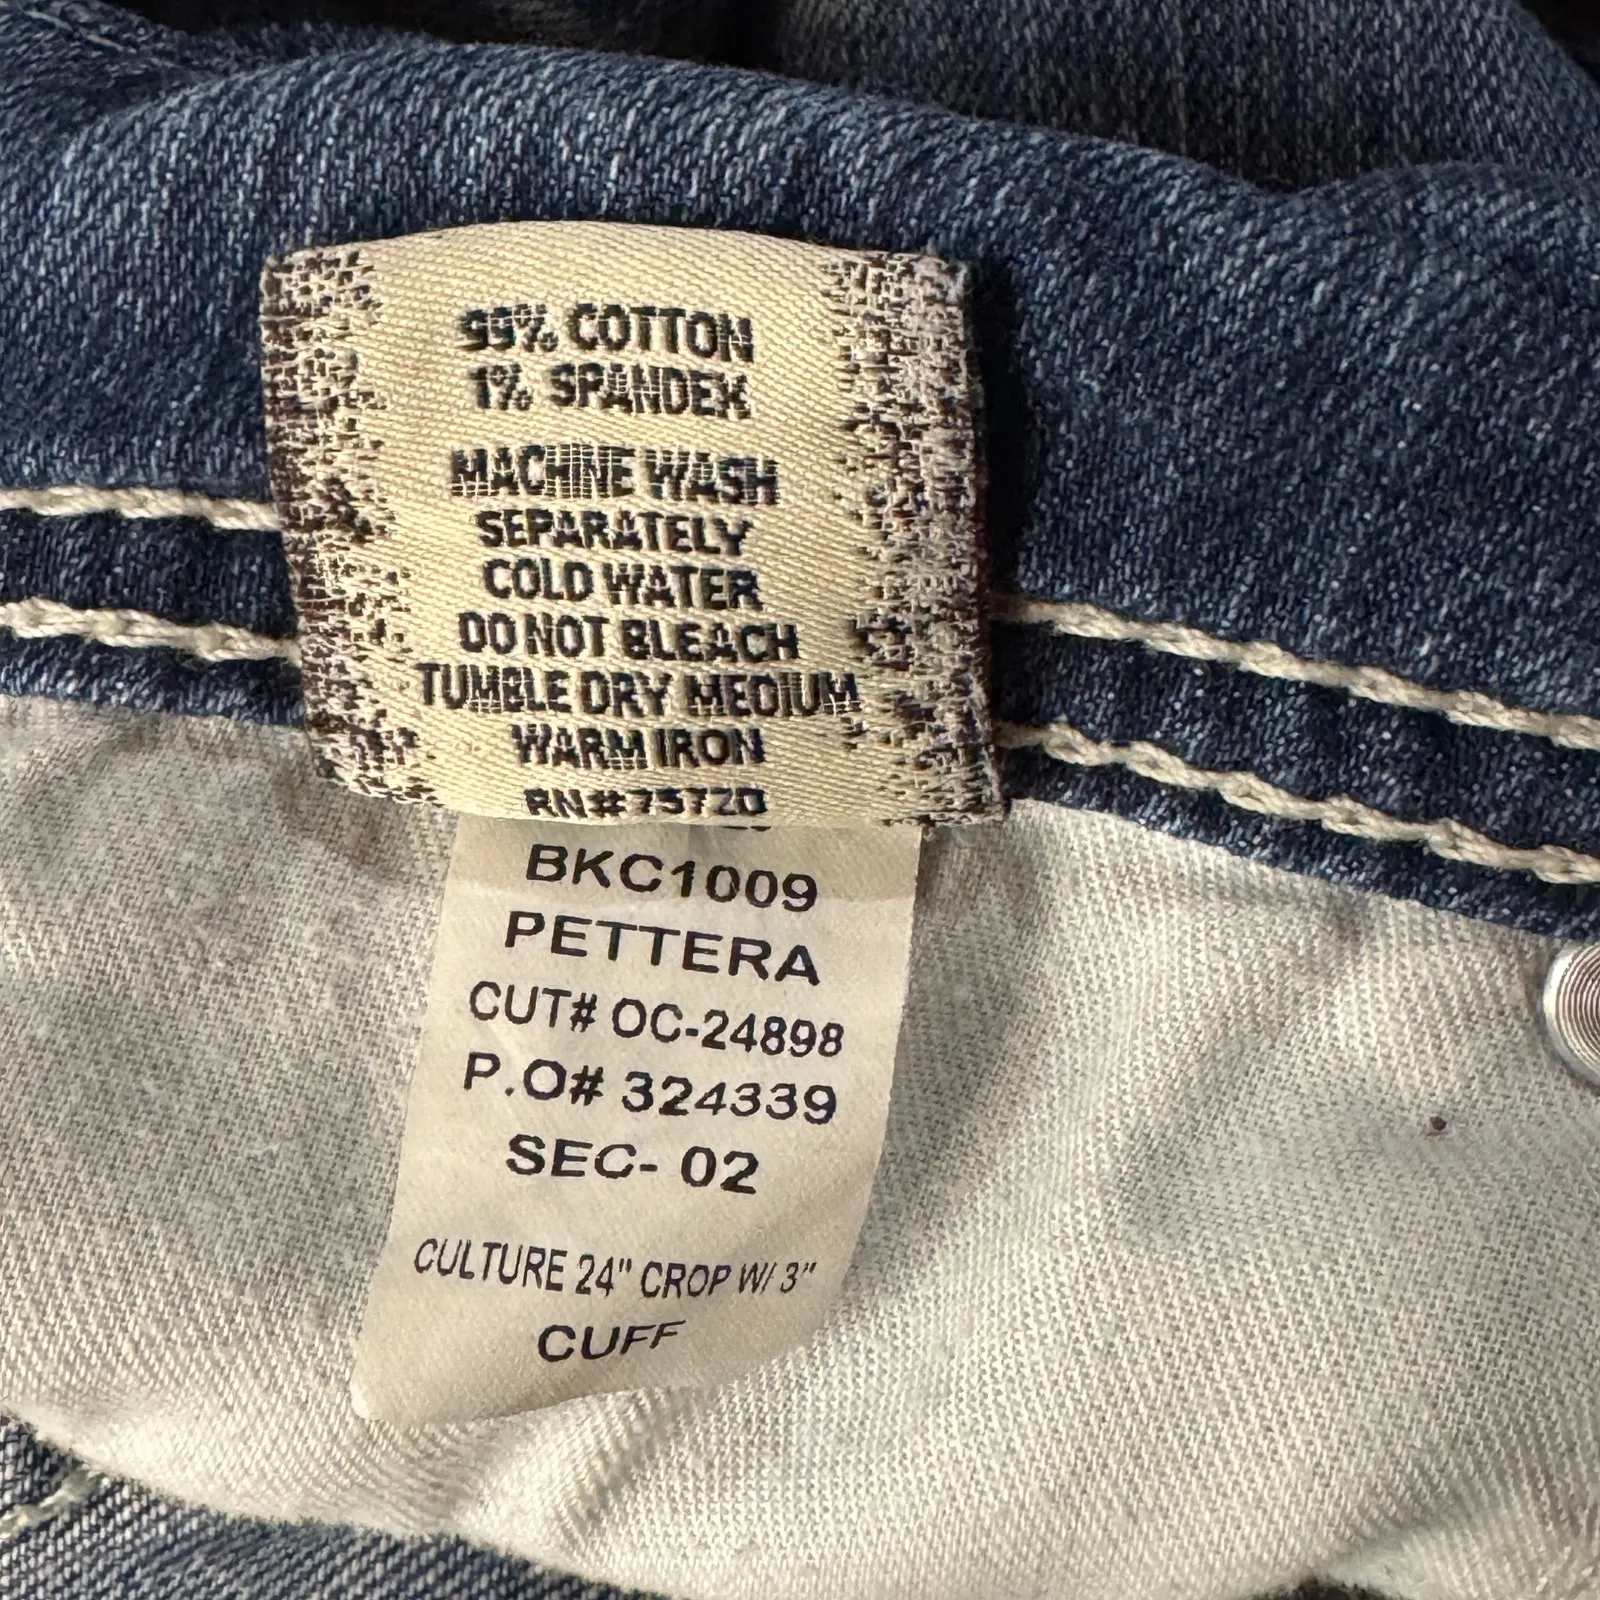 99% COTTON
1% SPANDEX
MACHINE WASH
SEPARATELY
COLD WATER
DO NOT BLEACH
TUMBLE DRY MEDIUM
WARM IRON
RN#75720
BKC1009
PETTERA
CUT# OC-24898
P.O# 324339
SEC- 02
CULTURE 24" CROP W/ 3"
CUFF